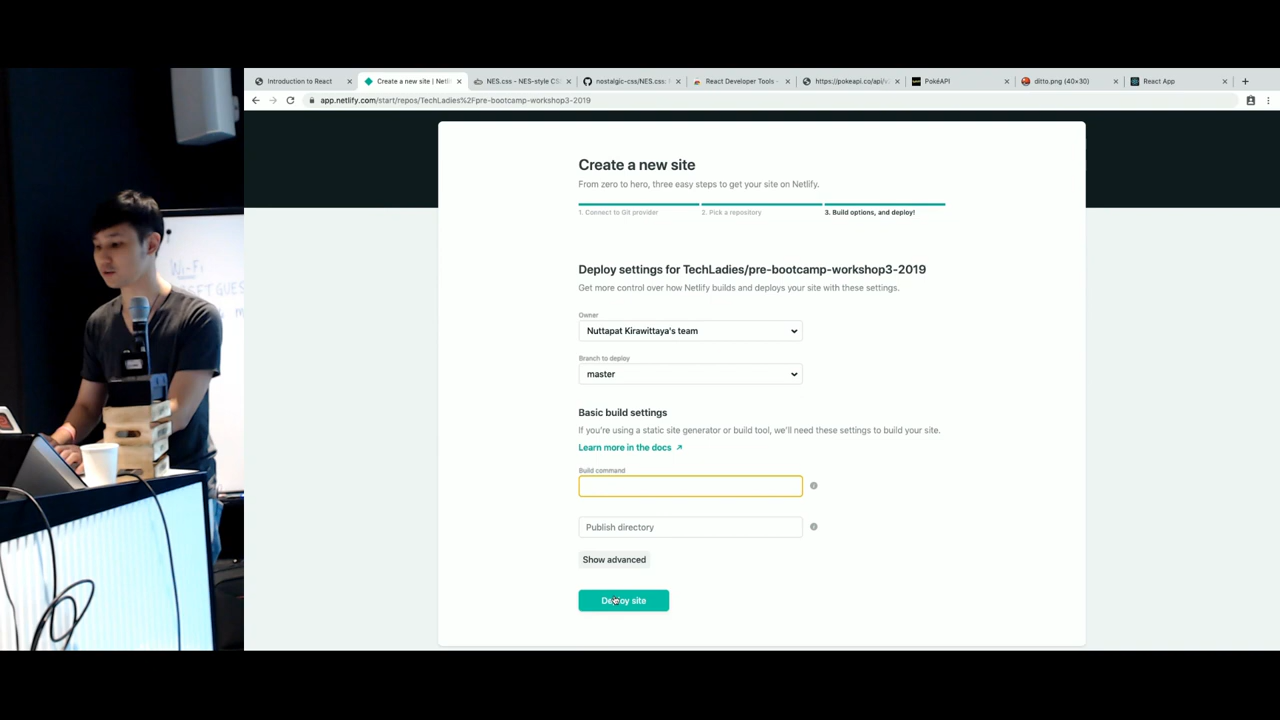 Introduction to React
Create a new site | Netli
NES.css - NES-style CS
nostalgic-css/NES.css:
React Developer Tools -
https://pokeapi.co/api/v
PokéAPI
ditto.png (40×30)
React App
app.netlify.com/start/repos/TechLadies%2Fpre-bootcamp-workshop3-2019
Create a new site
From zero to hero, three easy steps to get your site on Netlify.
1. Connect to Git provider
2. Pick a repository
3. Build options, and deploy!
Deploy settings for TechLadies/pre-bootcamp-workshop3-2019
Get more control over how Netlify builds and deploys your site with these settings.
Owner
Nuttapat Kirawittaya's team
Branch to deploy
master
Basic build settings
If you're using a static site generator or build tool, we'll need these settings to build your site.
Learn more in the docs
Build command
Publish directory
Show advanced
Deploy site
Wi-Fi